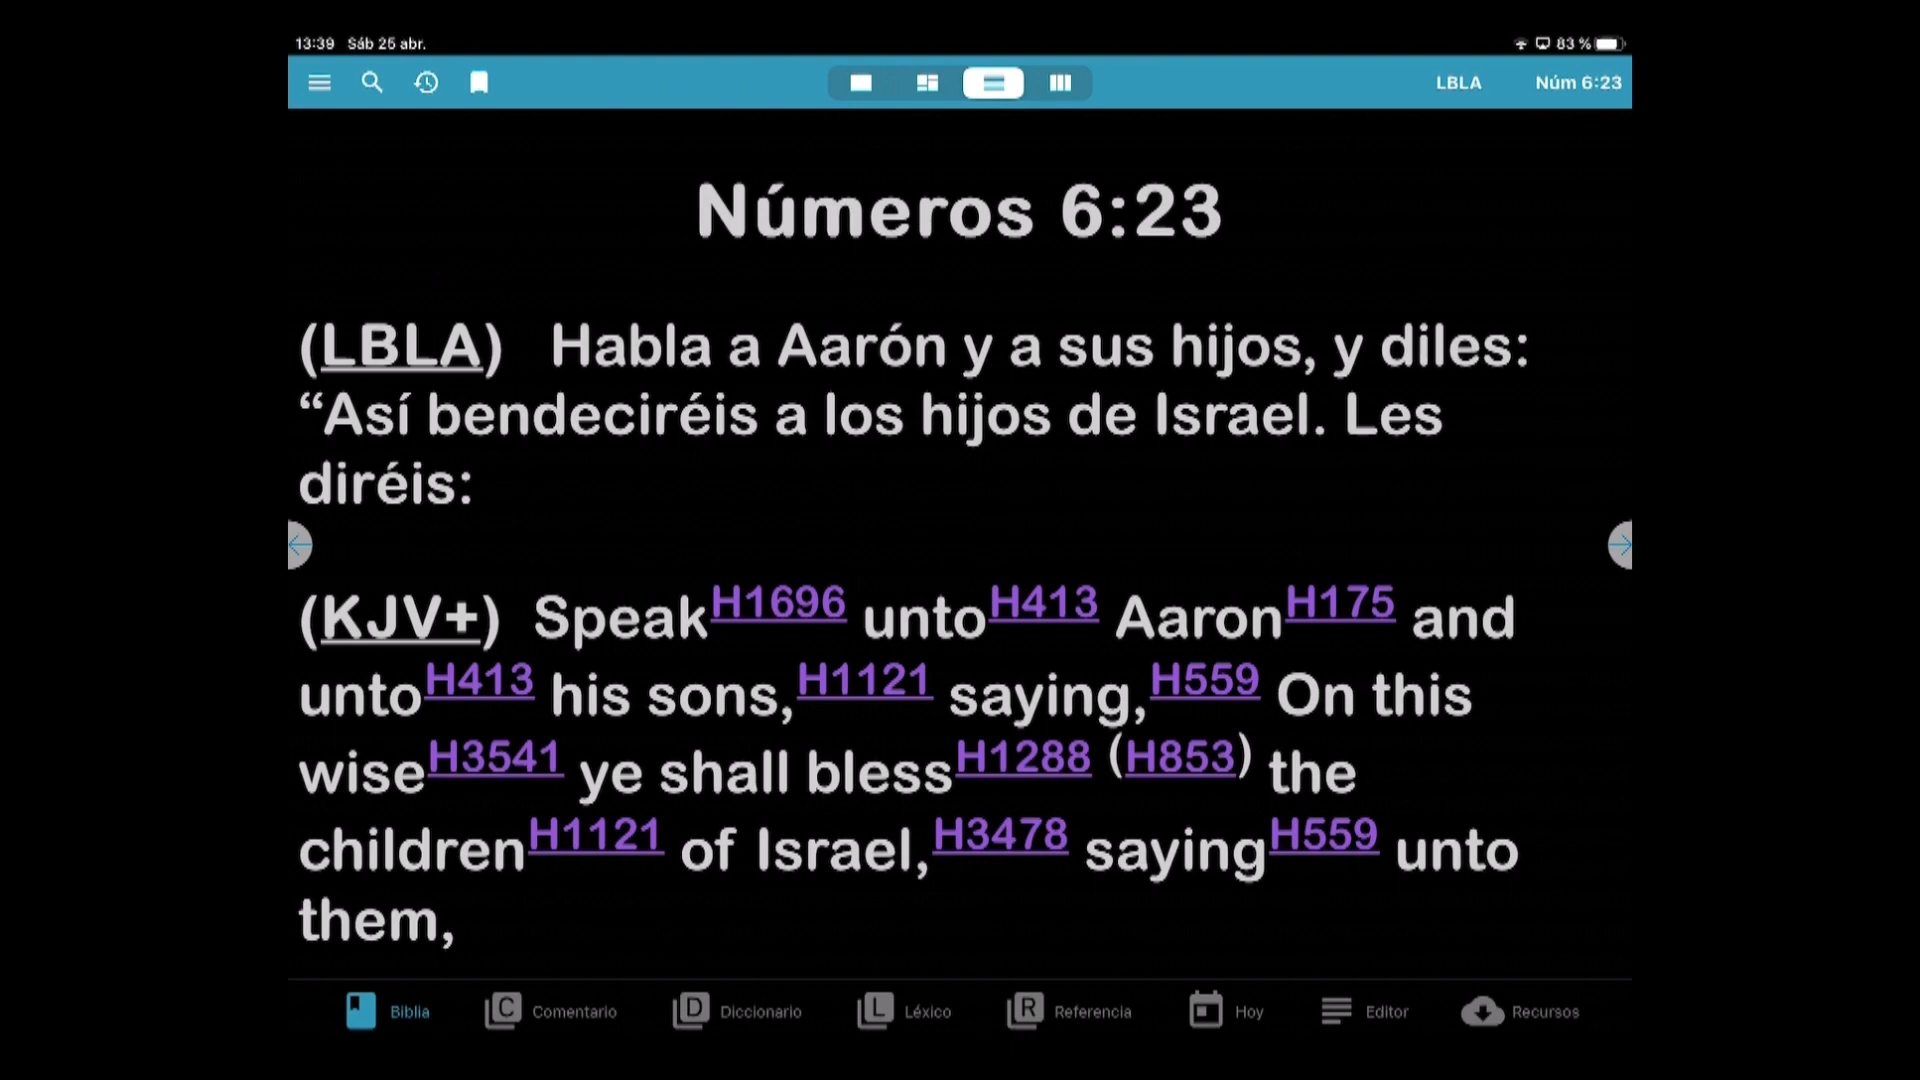 13:39 Sáb 25 abr.
83 %
LBLA Núm 6:23
Números 6:23
(LBLA) Habla a Aarón y a sus hijos, y diles:
“Así bendeciréis a los hijos de Israel. Les
diréis:
(KJV+) SpeakH1696 untoH413 AaronH175 and
untoH413 his sons,H1121 saying,H559 On this
wiseH3541 ye shall blessH1288 (H853) the
childrenH1121 of Israel,H3478 sayingH559 unto
them,
Biblia C Comentario D Diccionario L Léxico R Referencia Hoy Editor Recursos